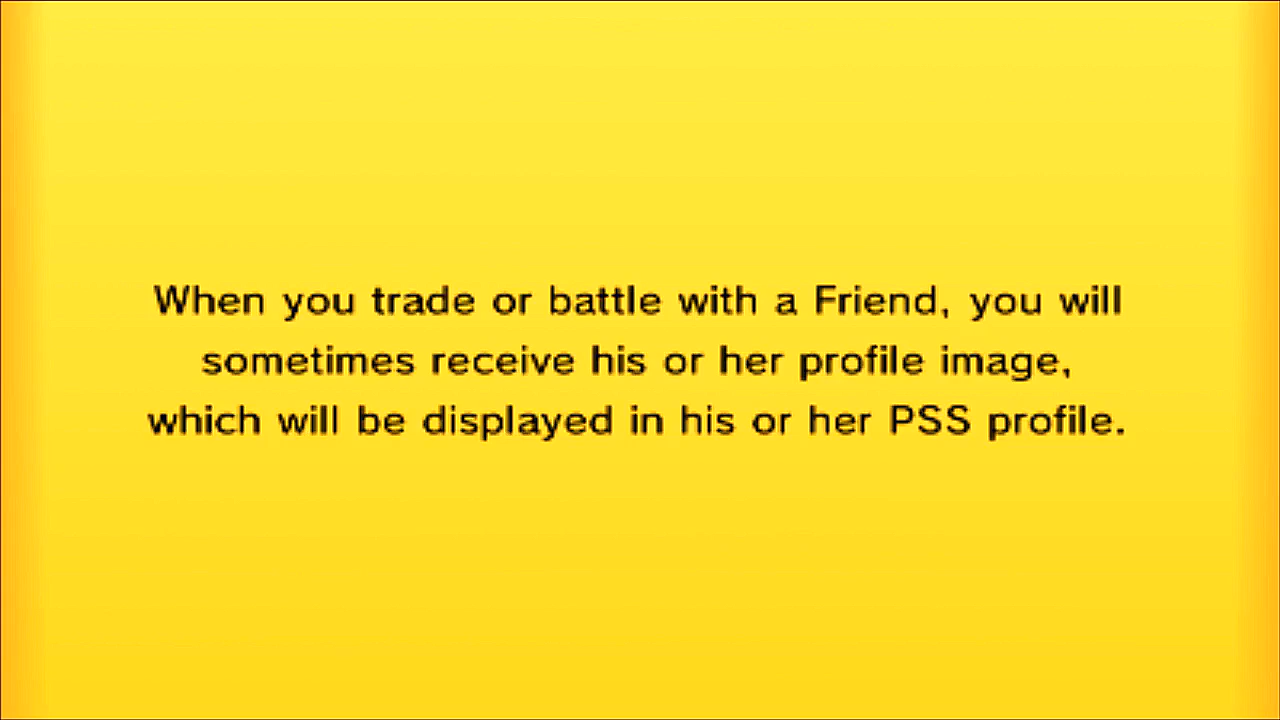 When you trade or battle with a Friend, you will
sometimes receive his or her profile image,
which will be displayed in his or her PSS profile.